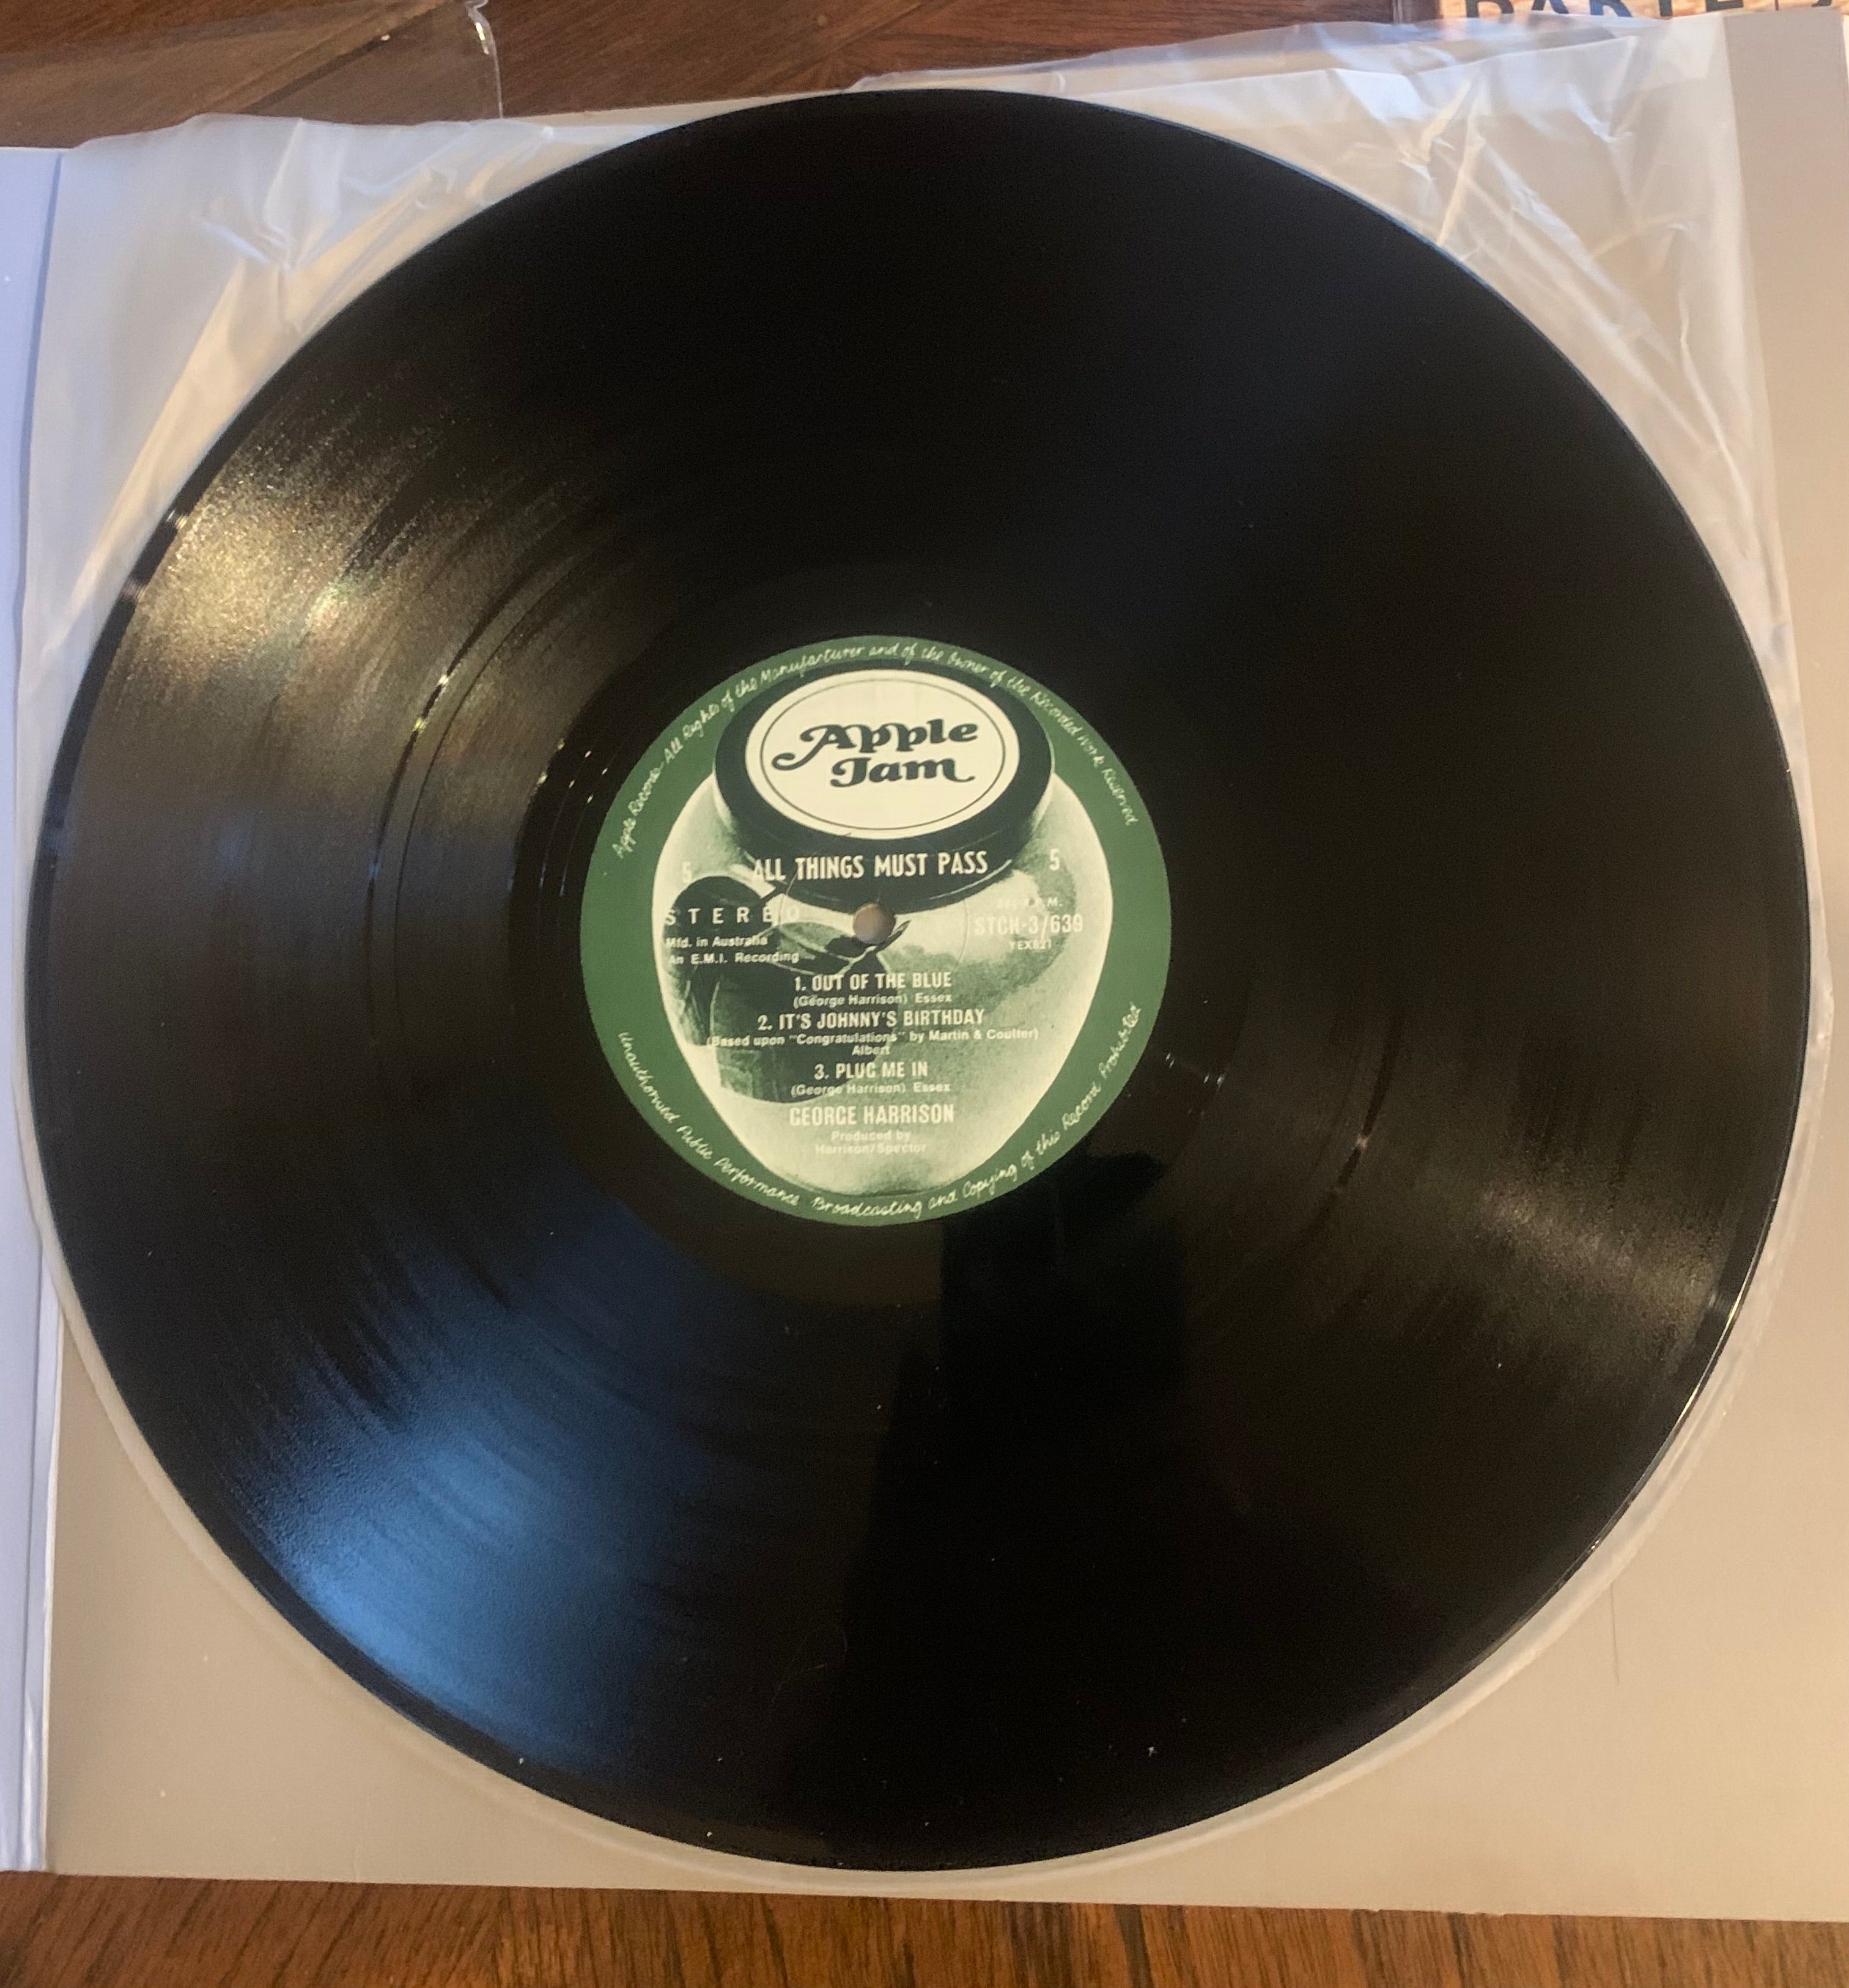 Apple Records. All Rights of the Manufacturer and of the Owner of the Recorded Work Reserved
Apple
Jam
5 ALL THINGS MUST PASS 5
STEREO
STCH-3/639
Mfd. in Australia
An E.M.I. Recording
1. OUT OF THE BLUE
(George Harrison) Essex
2. IT'S JOHNNY'S BIRTHDAY
(Based upon "Congratulations" by Martin & Coulter)
Albert
3. PLUG ME IN
(George Harrison) Essex
GEORGE HARRISON
Produced by
Harrison/Spector
Unauthorised Public Performance Broadcasting and Copying of this Record Prohibited